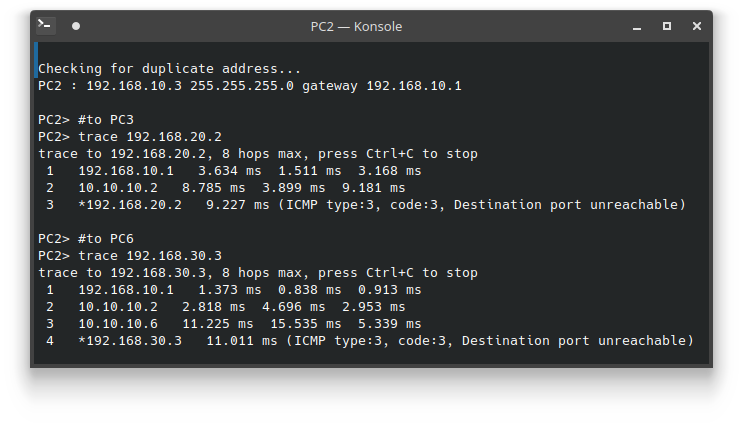 PC2 — Konsole
Checking for duplicate address...
PC2 : 192.168.10.3 255.255.255.0 gateway 192.168.10.1
PC2> #to PC3
PC2> trace 192.168.20.2
trace to 192.168.20.2, 8 hops max, press Ctrl+C to stop
1   192.168.10.1   3.634 ms  1.511 ms  3.168 ms
2   10.10.10.2   8.785 ms  3.899 ms  9.181 ms
3   *192.168.20.2   9.227 ms (ICMP type:3, code:3, Destination port unreachable)
PC2> #to PC6
PC2> trace 192.168.30.3
trace to 192.168.30.3, 8 hops max, press Ctrl+C to stop
1   192.168.10.1   1.373 ms  0.838 ms  0.913 ms
2   10.10.10.2   2.818 ms  4.696 ms  2.953 ms
3   10.10.10.6   11.225 ms  15.535 ms  5.339 ms
4   *192.168.30.3   11.011 ms (ICMP type:3, code:3, Destination port unreachable)